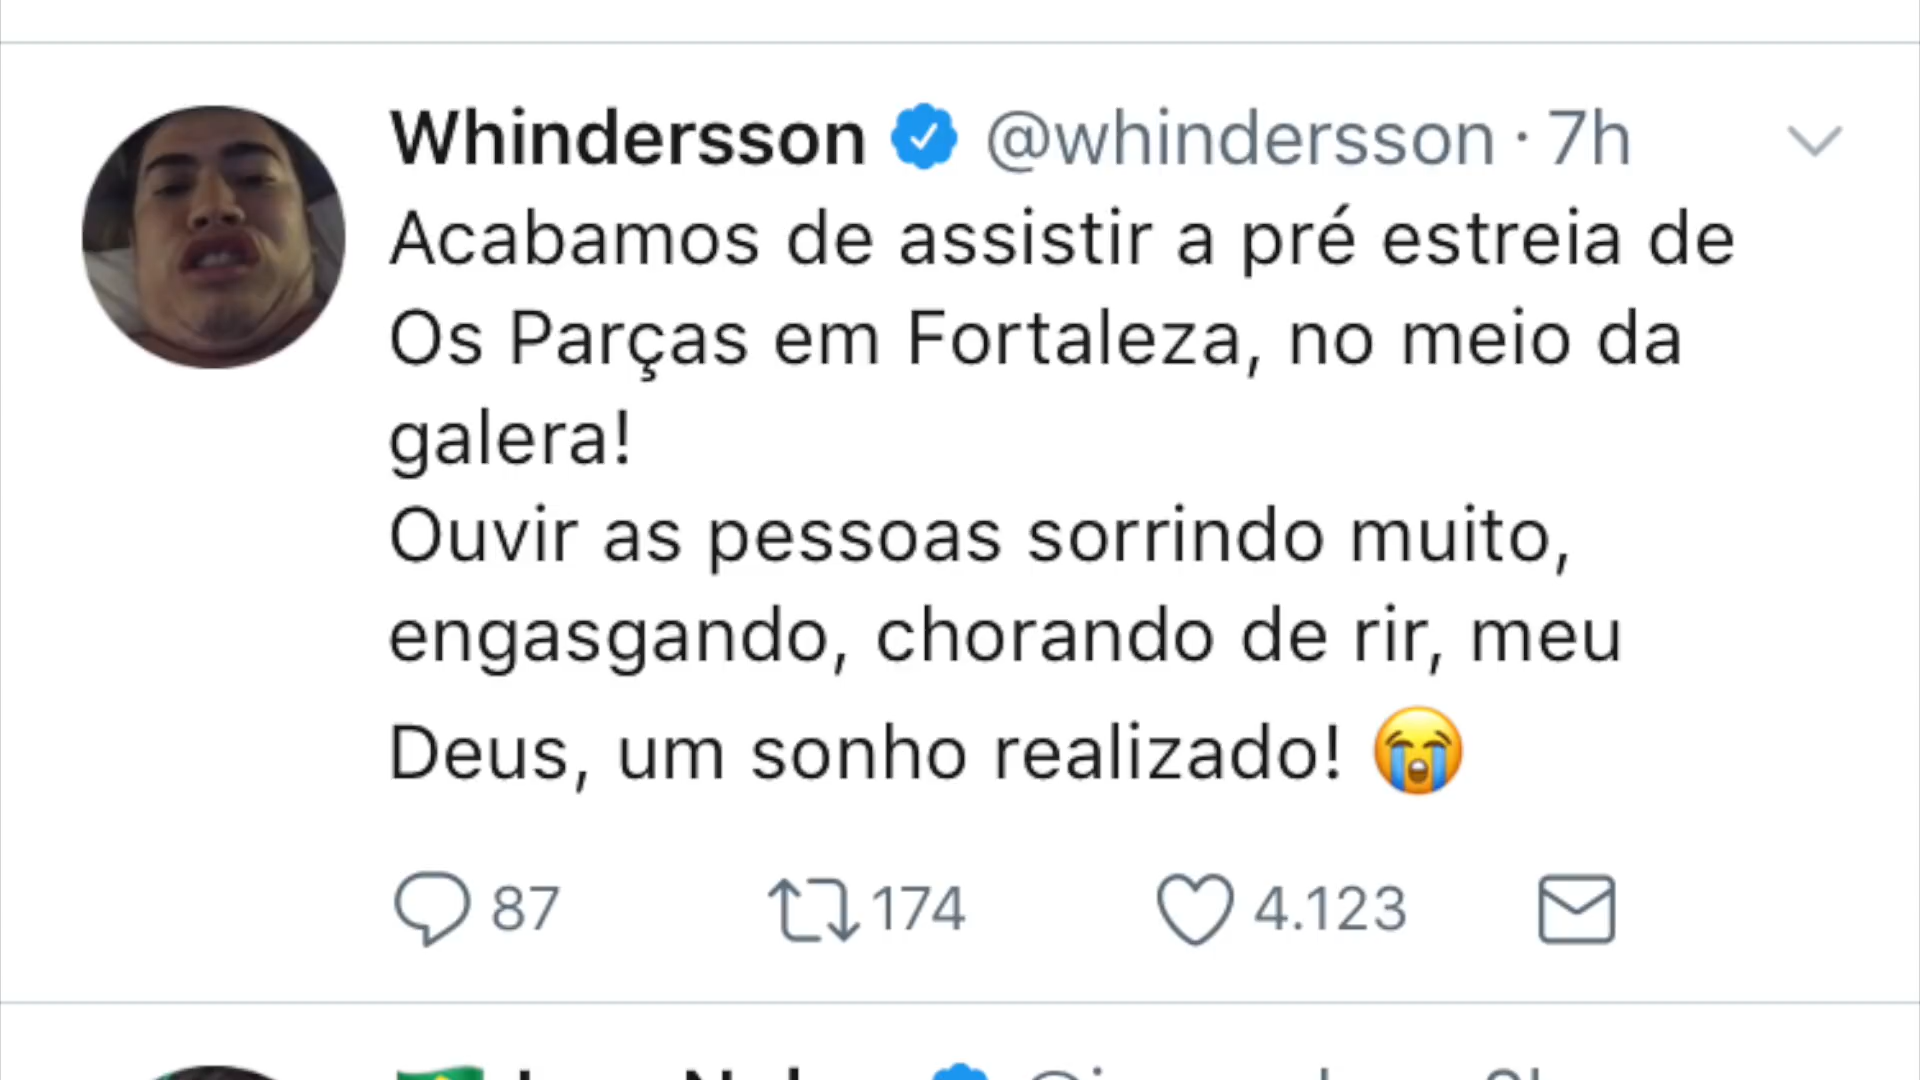 Whindersson @whindersson · 7h
Acabamos de assistir a pré estreia de
Os Parças em Fortaleza, no meio da
galera!
Ouvir as pessoas sorrindo muito,
engasgando, chorando de rir, meu
Deus, um sonho realizado! 😭
87 174 4.123